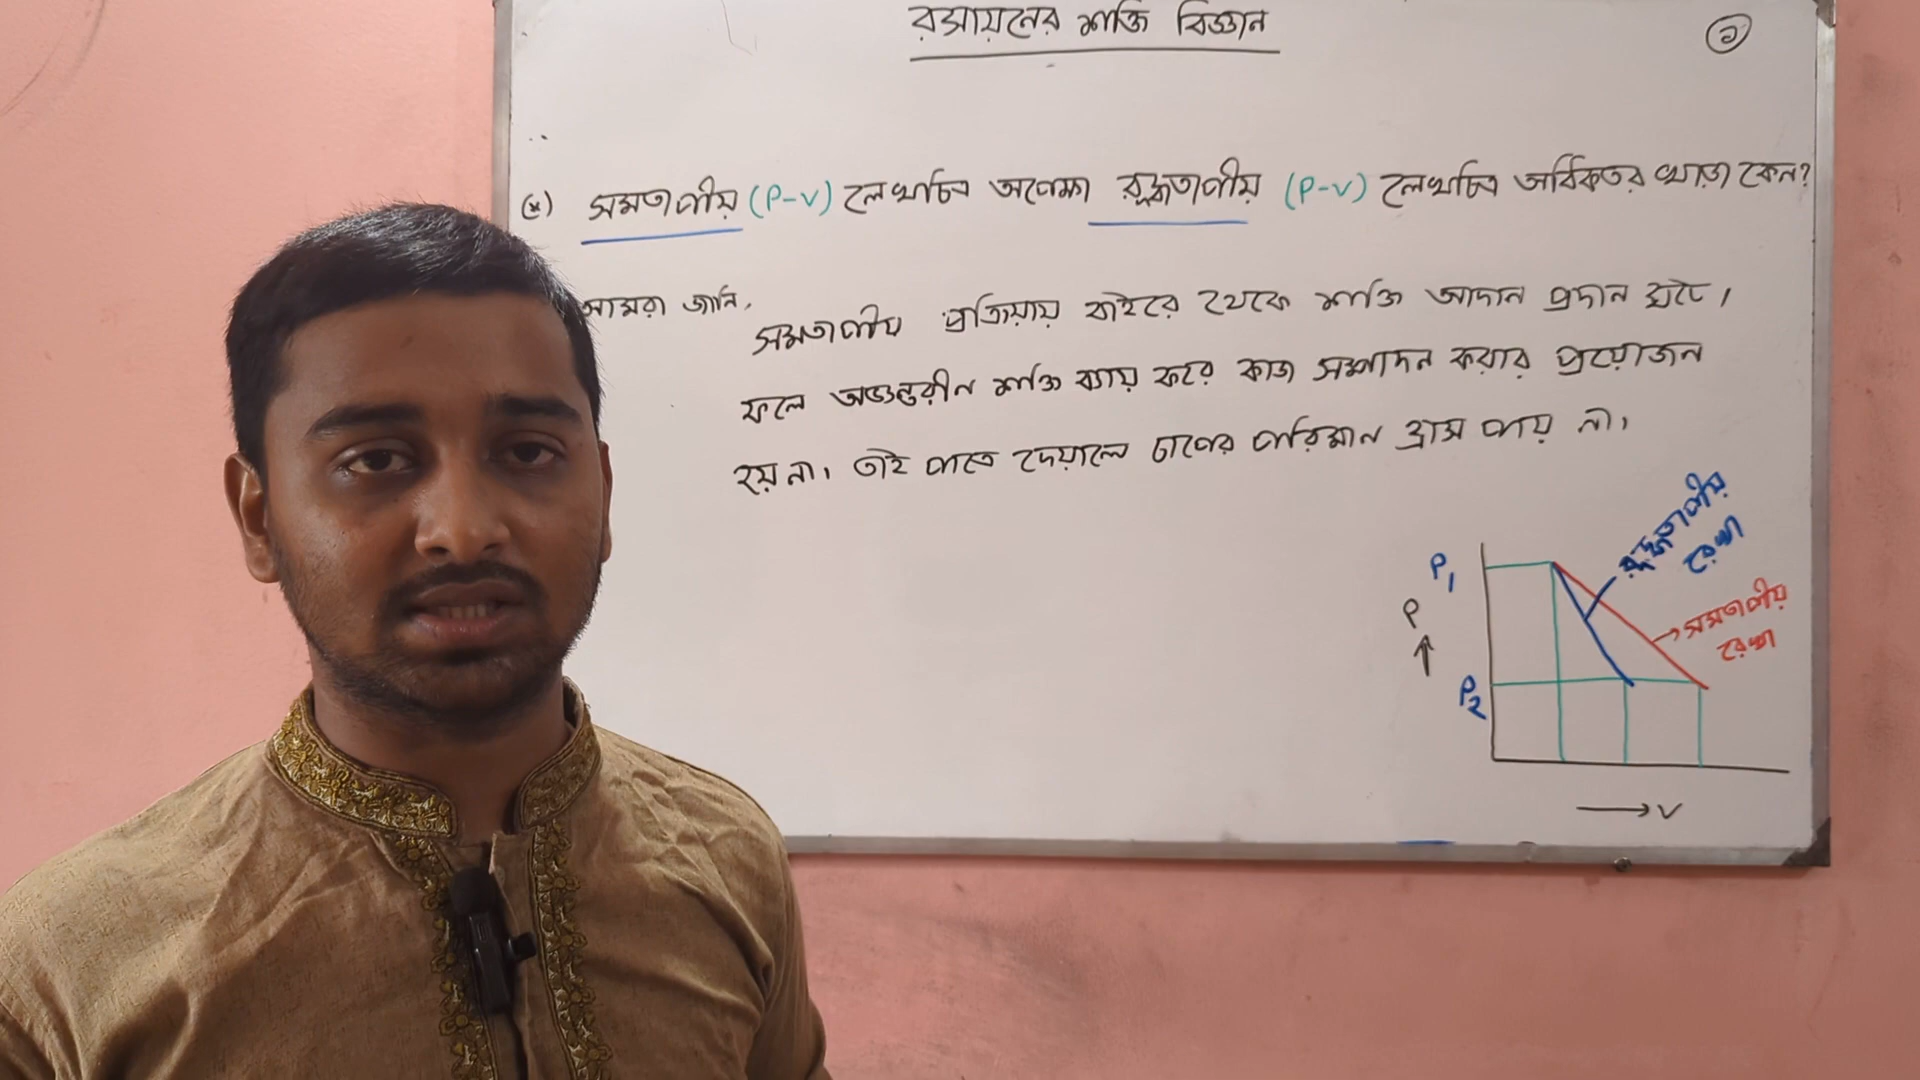 রসায়নের শক্তি বিজ্ঞান
১
(*) সমতাপীয় (P-V) লেখচিত্র অপেক্ষা রুদ্ধতাপীয় (P-V) লেখচিত্র অধিকতর খাড়া কেন?
আমরা জানি,
সমতাপীয় প্রক্রিয়ায় বাইরে থেকে শক্তি আদান প্রদান ঘটে।
ফলে অভ্যন্তরীন শক্তি ব্যয় করে কাজ সম্পাদন করার প্রয়োজন
হয় না। তাই পাত্রে দেয়ালে চাপের পরিমান হ্রাস পায় না।
রুদ্ধতাপীয়
রেখা
P1
P
সমতাপীয়
রেখা
P2
V